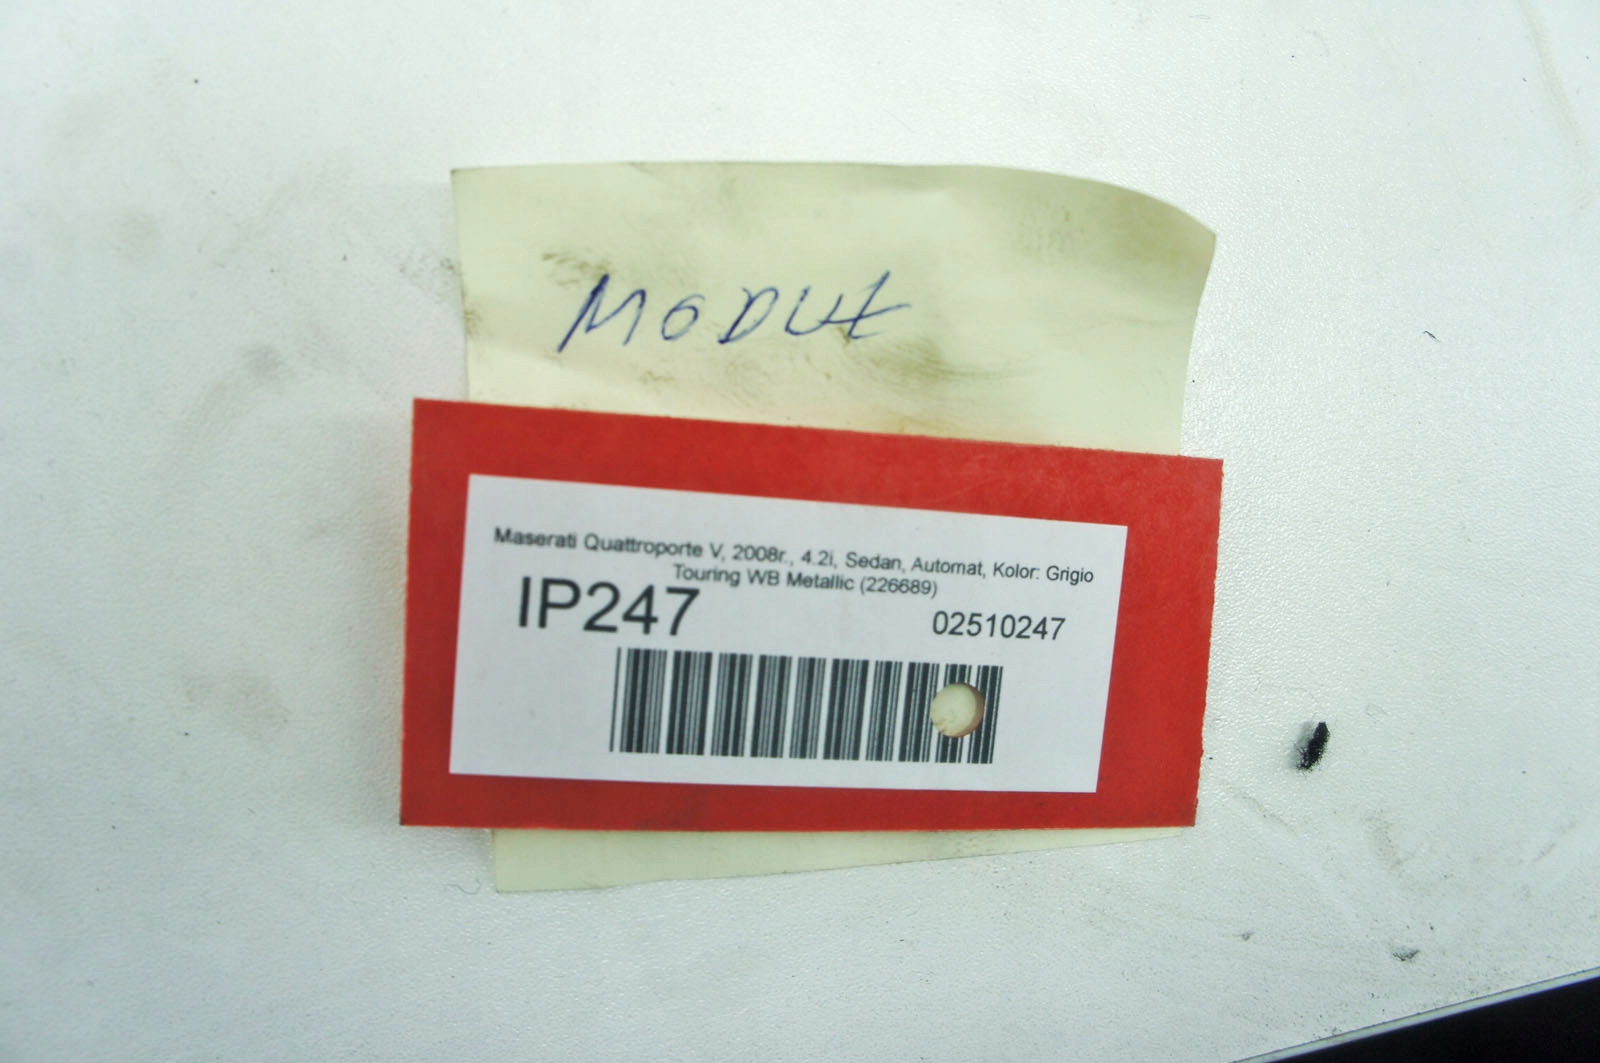 MODUŁ
Maserati Quattroporte V, 2008r., 4.2i, Sedan, Automat, Kolor: Grigio
Touring WB Metallic (226689)
IP247
02510247